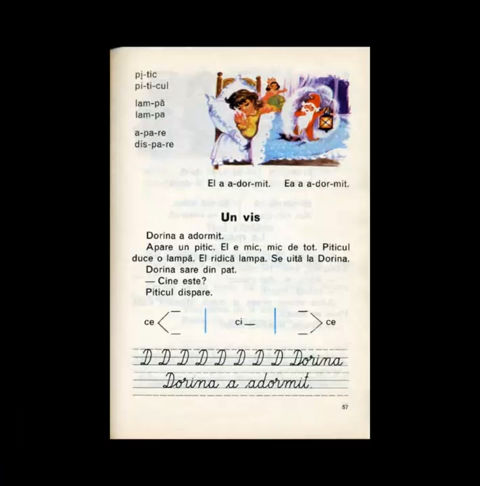 pi-tic
pi-ti-cul
lam-pă
lam-pa
a-pa-re
dis-pa-re
El a a-dor-mit. Ea a a-dor-mit.
Un vis
Dorina a adormit.
Apare un pitic. El e mic, mic de tot. Piticul
duce o lampă. El ridică lampa. Se uită la Dorina.
Dorina sare din pat.
— Cine este?
Piticul dispare.
ce ci — ce
D D D D D D D D Dorina
Dorina a adormit.
57